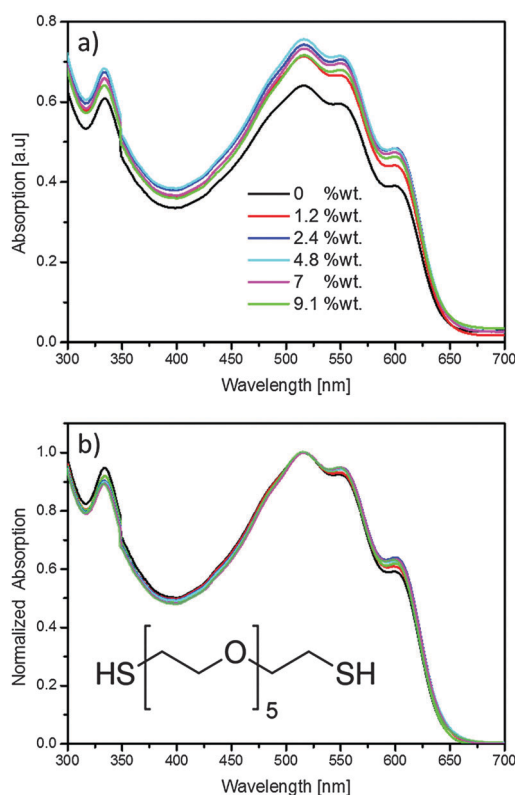 a)
Absorption [a.u]
0.8
0.6
0.4
0.2
0.0
0 %wt.
1.2 %wt.
2.4 %wt.
4.8 %wt.
7 %wt.
9.1 %wt.
300 350 400 450 500 550 600 650 700
Wavelength [nm]
b)
Normalized Absorption
1.0
0.8
0.6
0.4
0.2
0.0
HS O SH
5
300 350 400 450 500 550 600 650 700
Wavelength [nm]